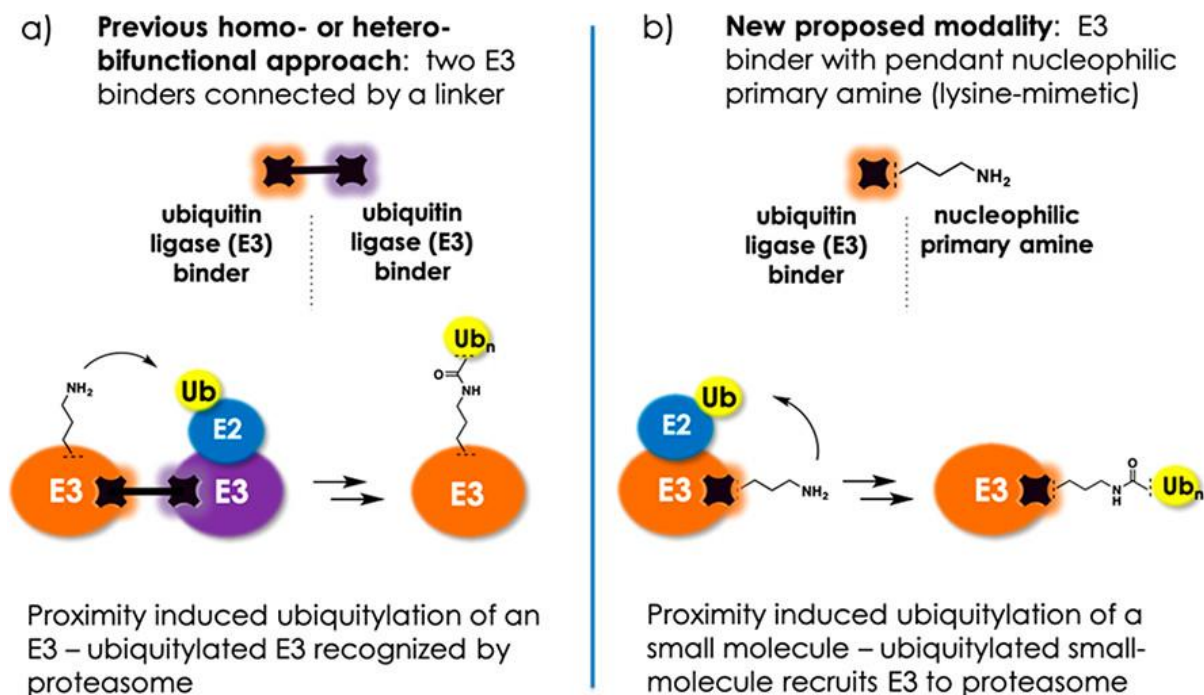 a)
Previous homo- or hetero-
bifunctional approach: two E3
binders connected by a linker
ubiquitin
ligase (E3)
binder
ubiquitin
ligase (E3)
binder
NH₂
Ub
E2
E3
E3
Ubₙ
O
NH
E3
Proximity induced ubiquitylation of an
E3 – ubiquitylated E3 recognized by
proteasome
b)
New proposed modality: E3
binder with pendant nucleophilic
primary amine (lysine-mimetic)
NH₂
ubiquitin
ligase (E3)
binder
nucleophilic
primary amine
E2
Ub
E3
NH₂
E3
O
N
H
Ubₙ
Proximity induced ubiquitylation of a
small molecule – ubiquitylated small-
molecule recruits E3 to proteasome